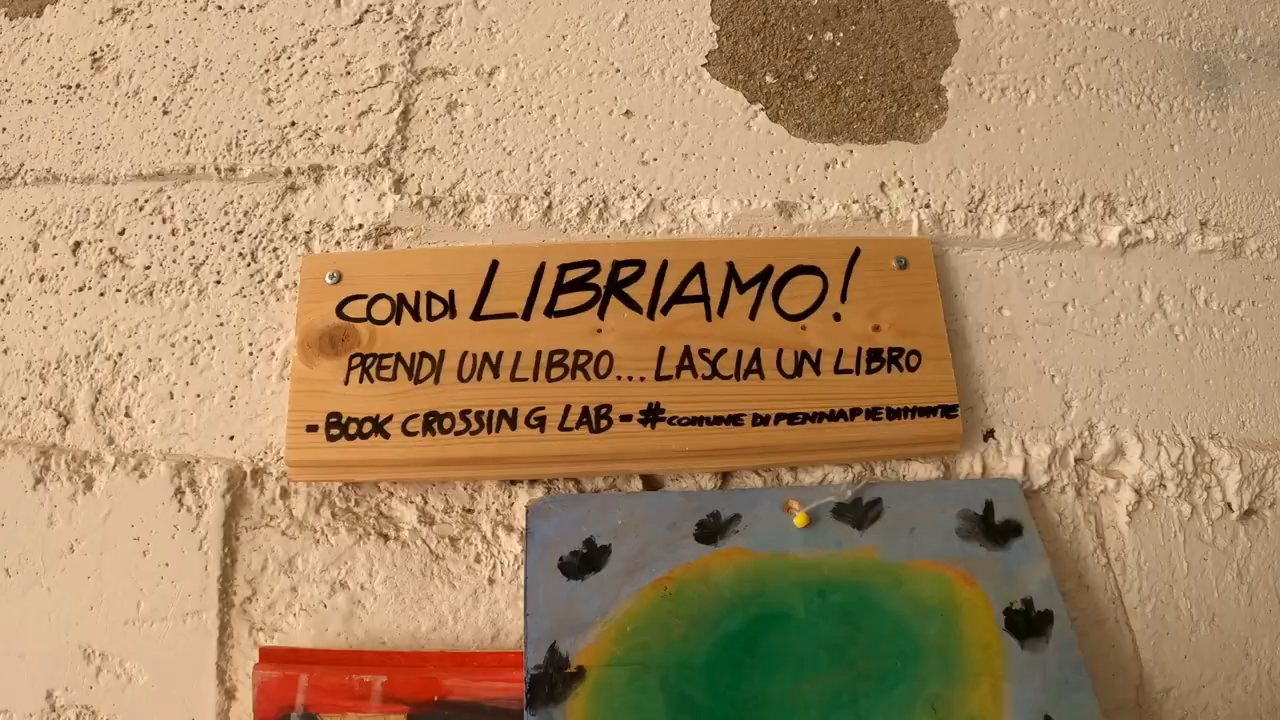 CONDI LIBRIAMO!
PRENDI UN LIBRO... LASCIA UN LIBRO
- BOOK CROSSING LAB - #COMUNE DI PENNAPIEDIMONTE